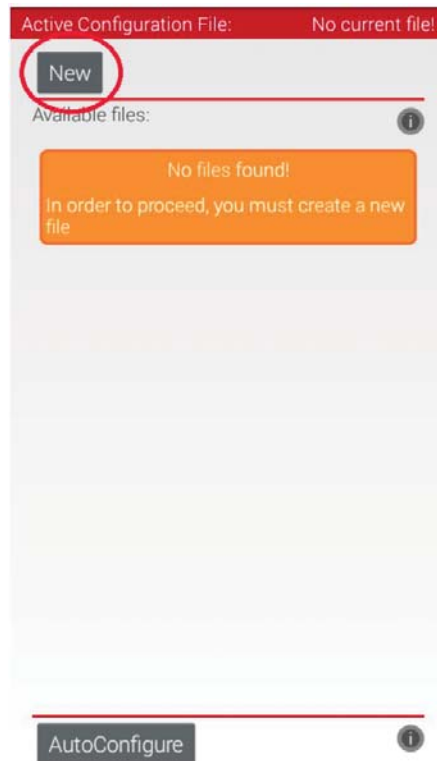 Active Configuration File: No current file!
New
Available files:
No files found!
In order to proceed, you must create a new
file
AutoConfigure